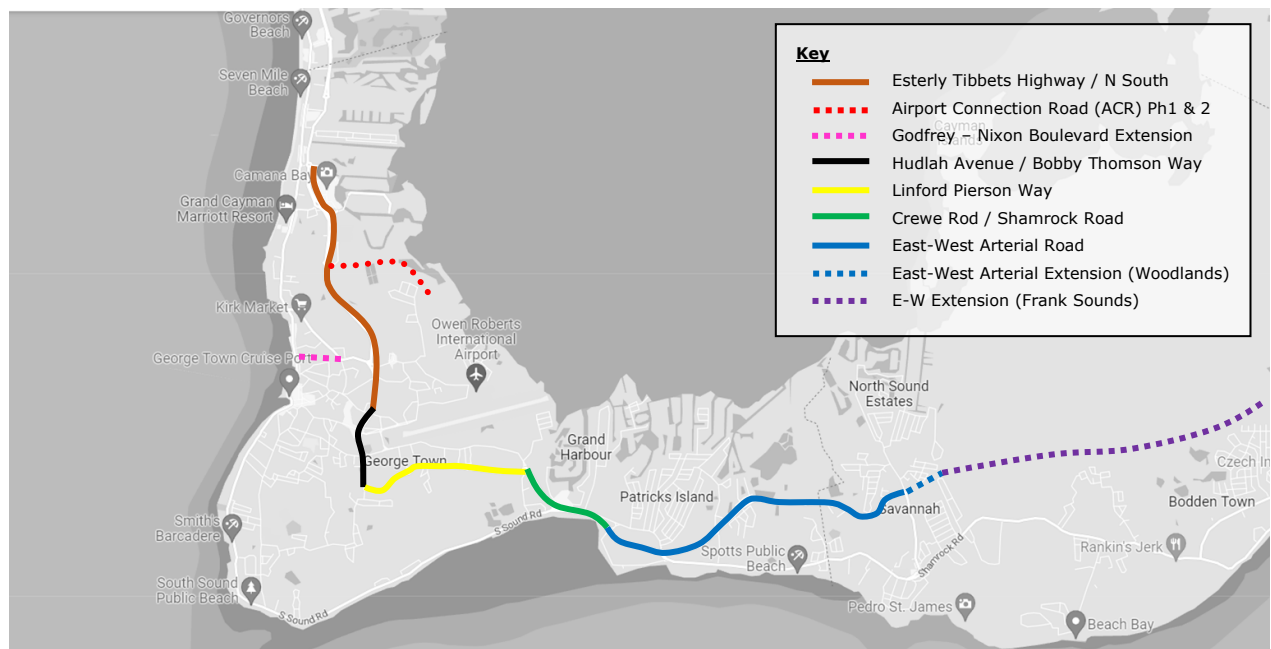 Governors
Beach
Seven Mile
Beach
Camana Bay
Grand Cayman
Marriott Resort
Kirk Market
George Town Cruise Port
Owen Roberts
International
Airport
George Town
Grand
Harbour
Patricks Island
North Sound
Estates
Savannah
S Sound Rd
Smith's
Barcadere
South Sound
Public Beach
S Sound Rd
Spotts Public
Beach
Shamrock Rd
Pedro St. James
Rankin's Jerk
Beach Bay
Bodden Town
Czech In
Cayman
Islands
Key
Esterly Tibbets Highway / N South
Airport Connection Road (ACR) Ph1 & 2
Godfrey – Nixon Boulevard Extension
Hudlah Avenue / Bobby Thomson Way
Linford Pierson Way
Crewe Rod / Shamrock Road
East-West Arterial Road
East-West Arterial Extension (Woodlands)
E-W Extension (Frank Sounds)